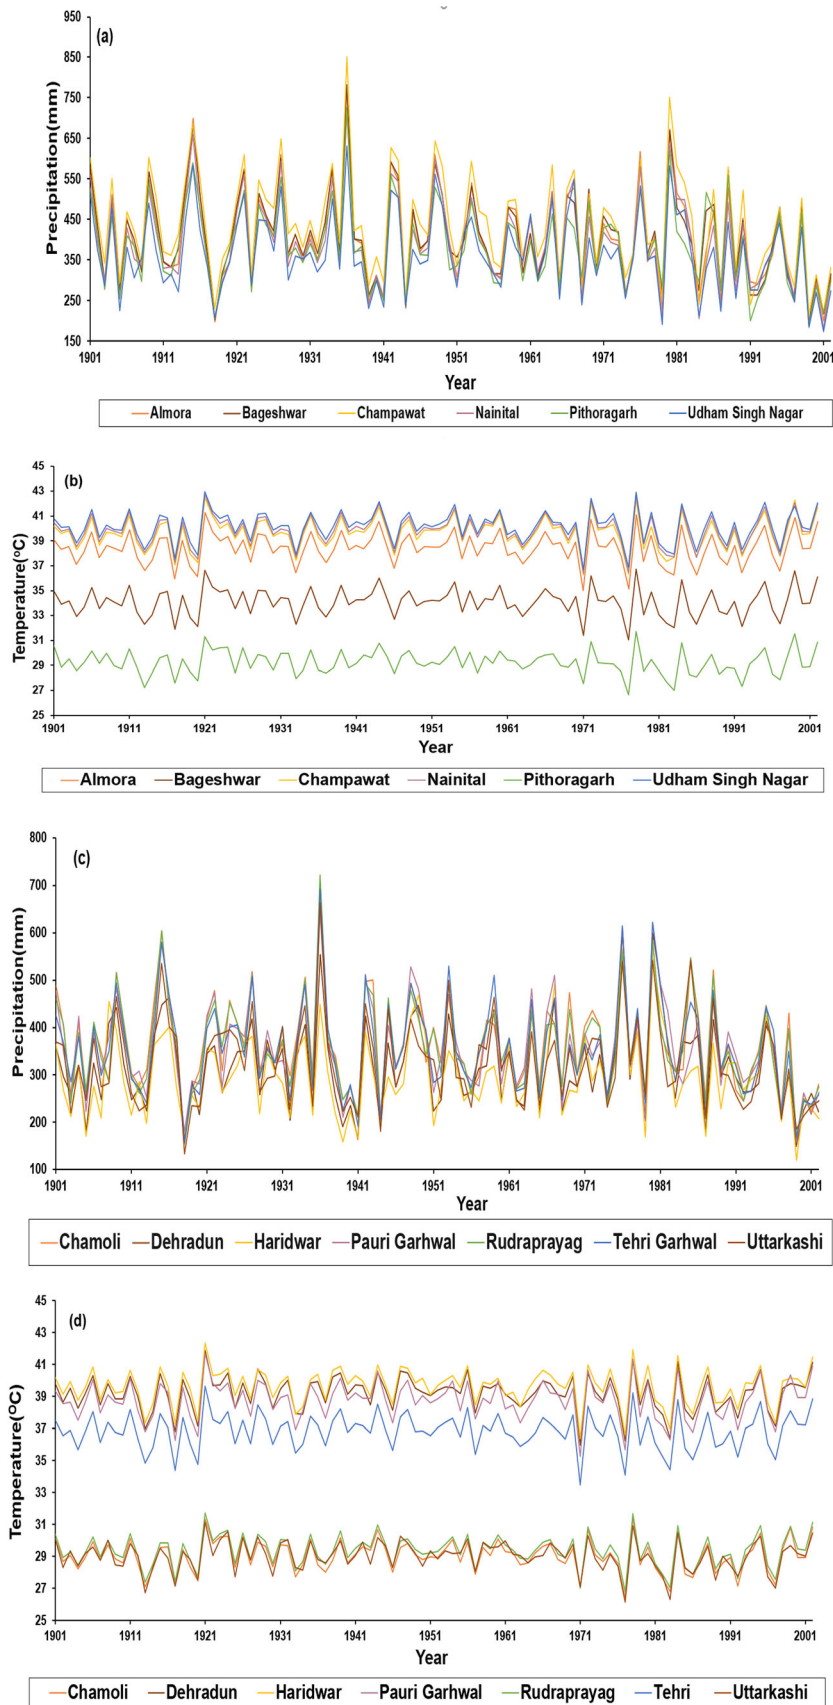 950
(a)
850
750
650
550
450
350
250
150
Precipitation(mm)
1901 1911 1921 1931 1941 1951 1961 1971 1981 1991 2001
Year
Almora Bageshwar Champawat Nainital Pithoragarh Udham Singh Nagar
45
(b)
43
41
39
37
35
33
31
29
27
25
Temperature(oC)
1901 1911 1921 1931 1941 1951 1961 1971 1981 1991 2001
Year
Almora Bageshwar Champawat Nainital Pithoragarh Udham Singh Nagar
800
(c)
700
600
500
400
300
200
100
Precipitation(mm)
1901 1911 1921 1931 1941 1951 1961 1971 1981 1991 2001
Year
Chamoli Dehradun Haridwar Pauri Garhwal Rudraprayag Tehri Garhwal Uttarkashi
45
(d)
43
41
39
37
35
33
31
29
27
25
Temperature(OC)
1901 1911 1921 1931 1941 1951 1961 1971 1981 1991 2001
Year
Chamoli Dehradun Haridwar Pauri Garhwal Rudraprayag Tehri Uttarkashi